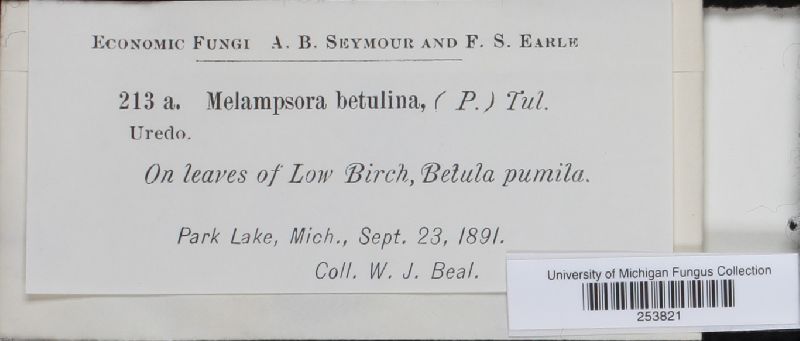 Economic Fungi A. B. Seymour and F. S. Earle
213 a. Melampsora betulina, ( P. ) Tul.
Uredo.
On leaves of Low Birch, Betula pumila.
Park Lake, Mich., Sept. 23, 1891.
Coll. W. J. Beal.
University of Michigan Fungus Collection
253821